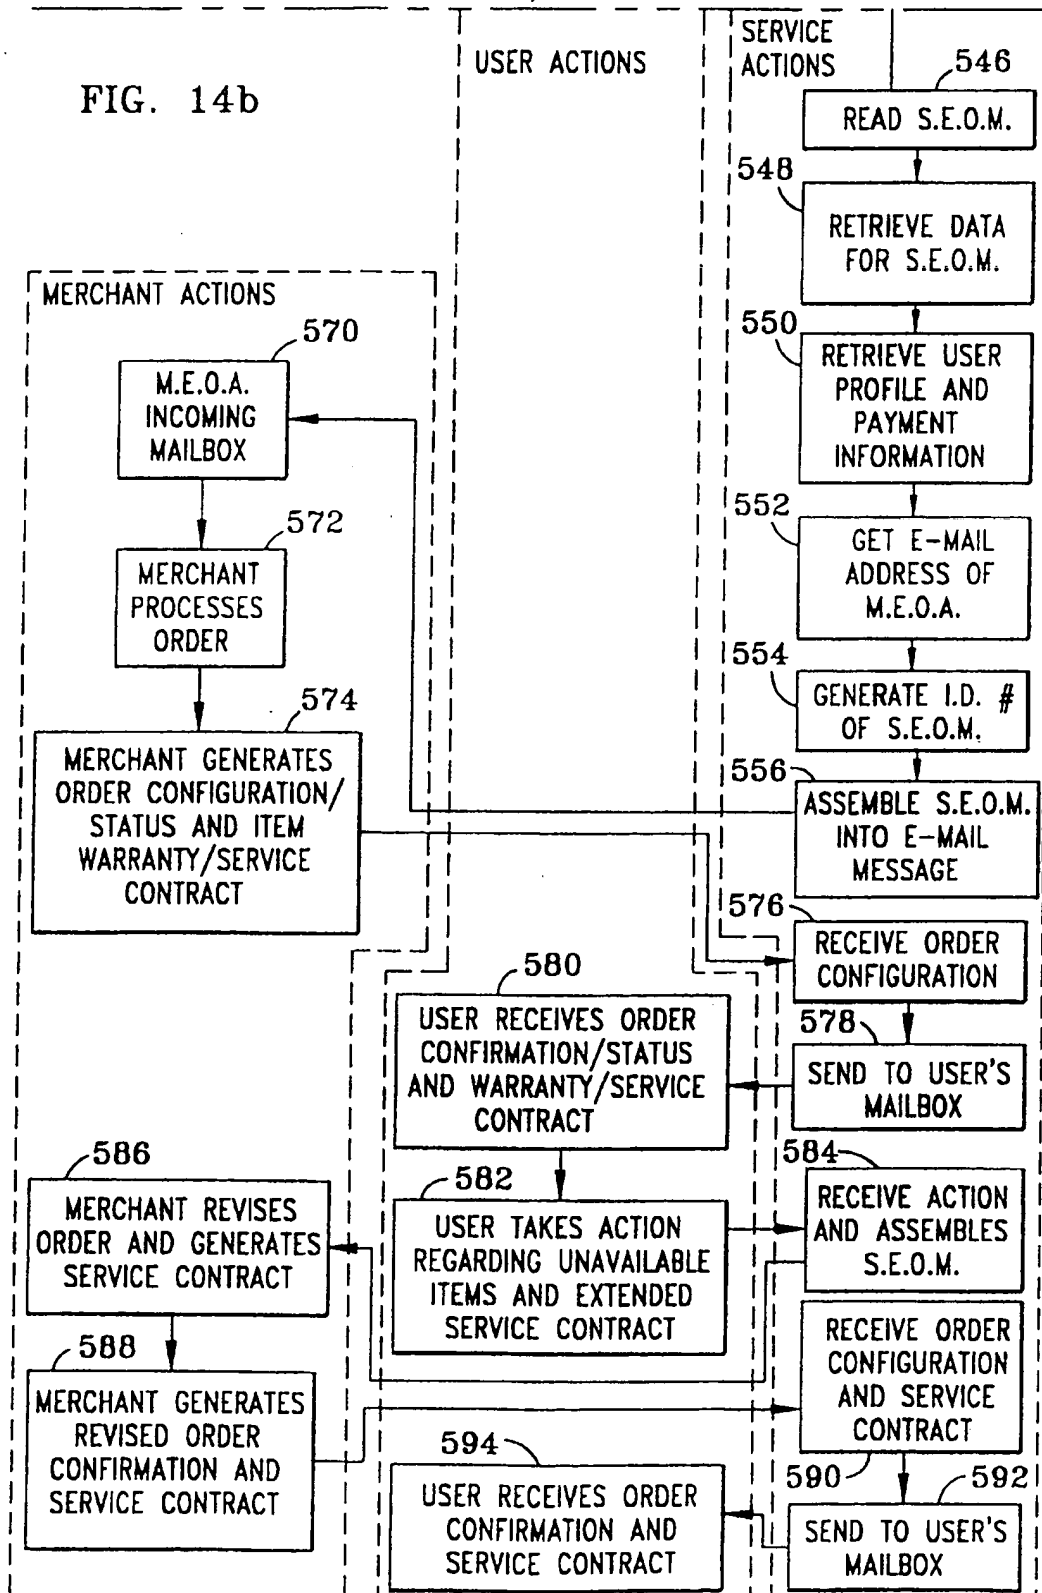 FIG. 14b
USER ACTIONS
SERVICE
ACTIONS
546
READ S.E.O.M.
548
RETRIEVE DATA
FOR S.E.O.M.
550
RETRIEVE USER
PROFILE AND
PAYMENT
INFORMATION
552
GET E-MAIL
ADDRESS OF
M.E.O.A.
554
GENERATE I.D. #
OF S.E.O.M.
556
ASSEMBLE S.E.O.M.
INTO E-MAIL
MESSAGE
MERCHANT ACTIONS
570
M.E.O.A.
INCOMING
MAILBOX
572
MERCHANT
PROCESSES
ORDER
574
MERCHANT GENERATES
ORDER CONFIGURATION/
STATUS AND ITEM
WARRANTY/SERVICE
CONTRACT
576
RECEIVE ORDER
CONFIGURATION
578
SEND TO USER'S
MAILBOX
580
USER RECEIVES ORDER
CONFIRMATION/STATUS
AND WARRANTY/SERVICE
CONTRACT
582
USER TAKES ACTION
REGARDING UNAVAILABLE
ITEMS AND EXTENDED
SERVICE CONTRACT
584
RECEIVE ACTION
AND ASSEMBLES
S.E.O.M.
586
MERCHANT REVISES
ORDER AND GENERATES
SERVICE CONTRACT
588
MERCHANT GENERATES
REVISED ORDER
CONFIRMATION AND
SERVICE CONTRACT
RECEIVE ORDER
CONFIGURATION
AND SERVICE
CONTRACT
590
592
SEND TO USER'S
MAILBOX
594
USER RECEIVES ORDER
CONFIRMATION AND
SERVICE CONTRACT